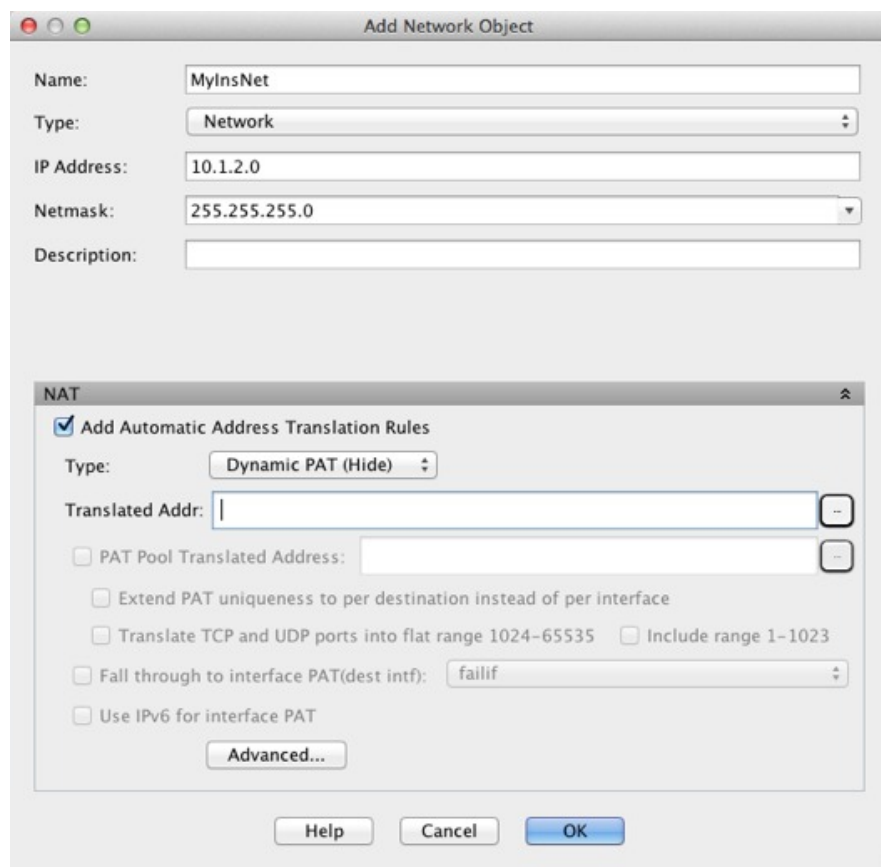 Add Network Object
Name: MyInsNet
Type: Network
IP Address: 10.1.2.0
Netmask: 255.255.255.0
Description:
NAT
Add Automatic Address Translation Rules
Type: Dynamic PAT (Hide)
Translated Addr:
PAT Pool Translated Address:
Extend PAT uniqueness to per destination instead of per interface
Translate TCP and UDP ports into flat range 1024-65535 Include range 1-1023
Fall through to interface PAT(dest intf): failif
Use IPv6 for interface PAT
Advanced...
Help Cancel OK